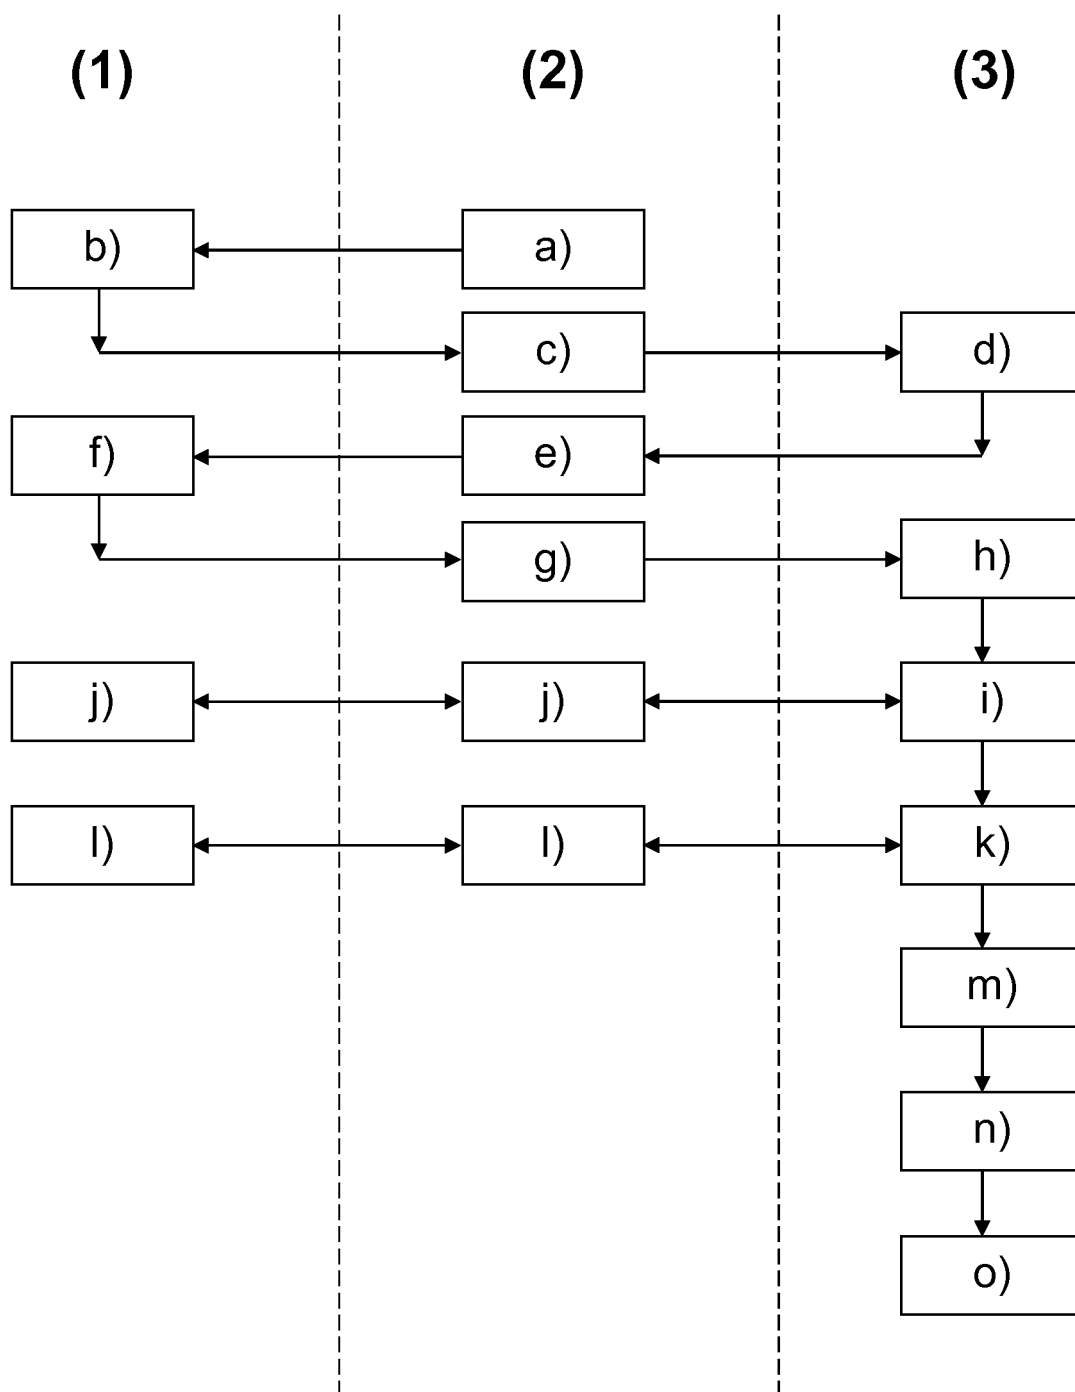 (1) (2) (3)
b) a)
c) d)
f) e)
g) h)
j) j) i)
l) l) k)
m)
n)
o)